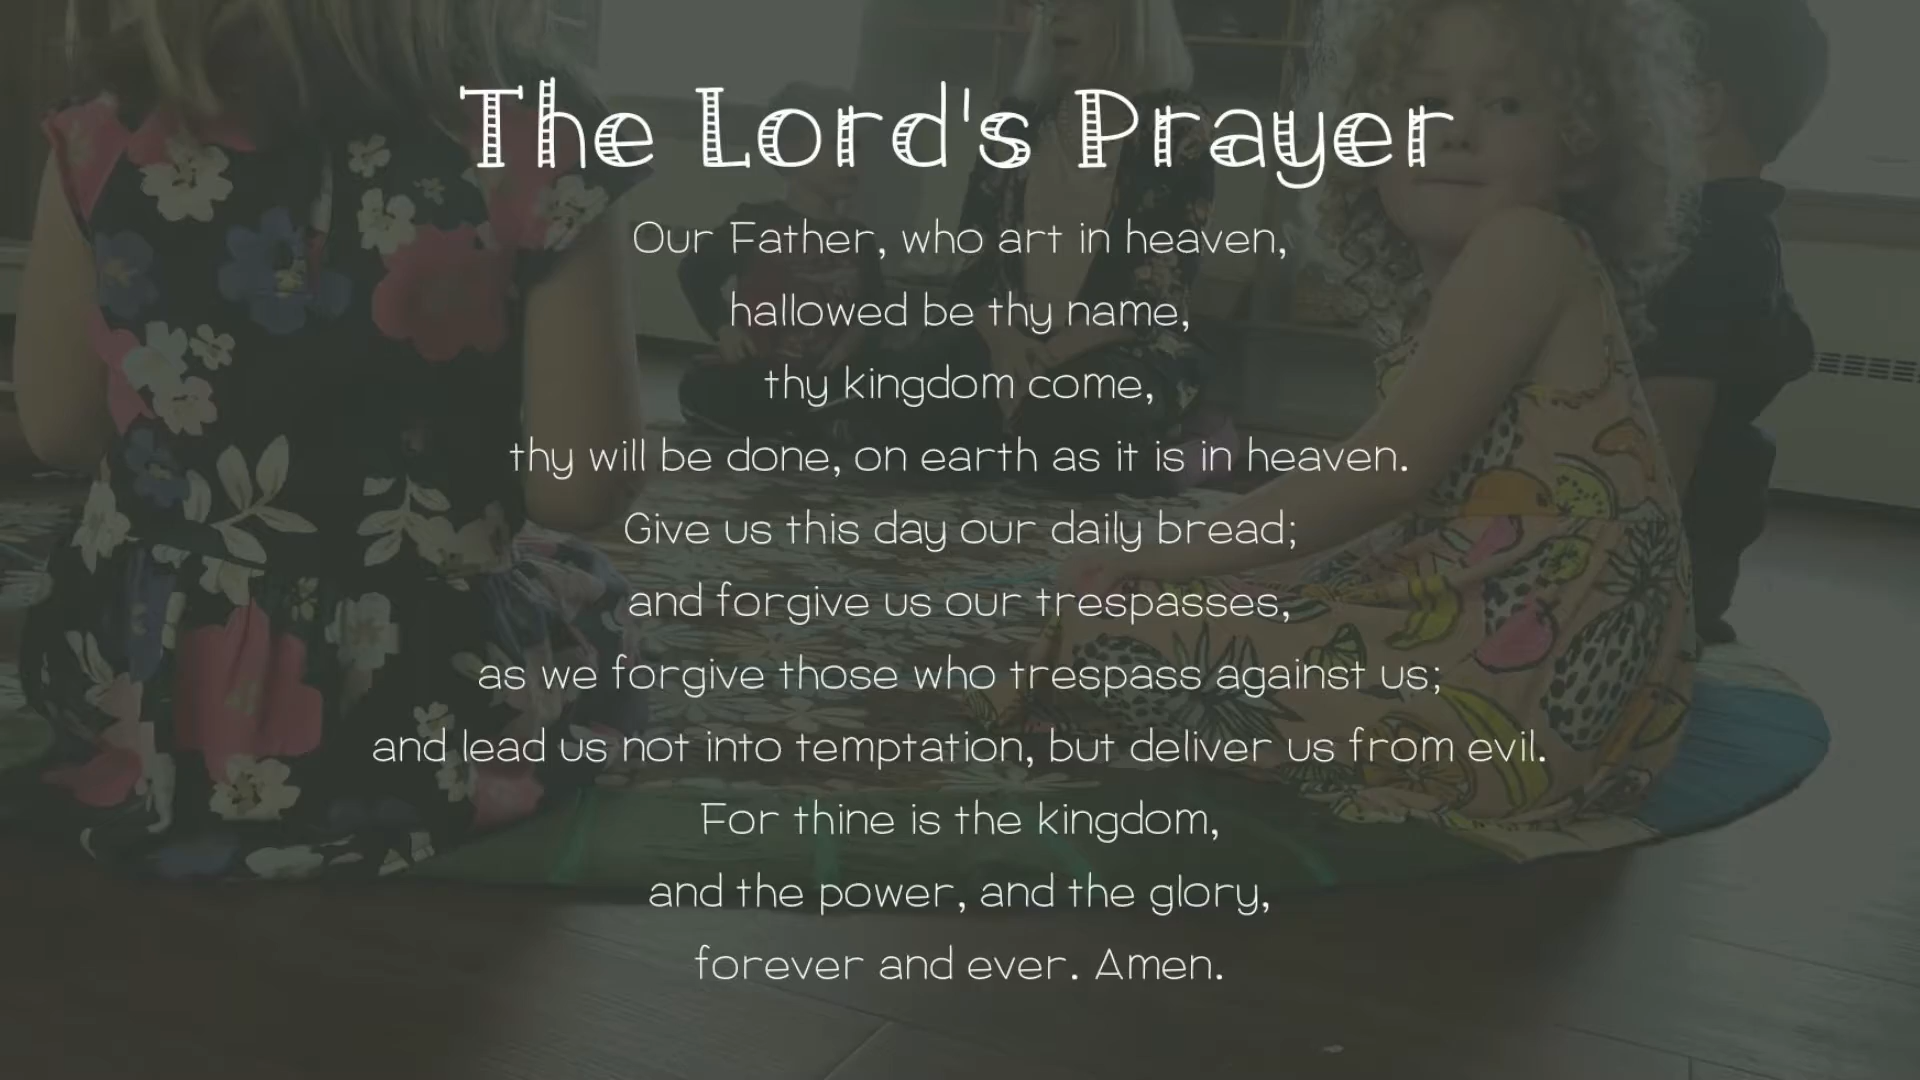 The Lord's Prayer
Our Father, who art in heaven,
hallowed be thy name,
thy kingdom come,
thy will be done, on earth as it is in heaven.
Give us this day our daily bread;
and forgive us our trespasses,
as we forgive those who trespass against us;
and lead us not into temptation, but deliver us from evil.
For thine is the kingdom,
and the power, and the glory,
forever and ever. Amen.